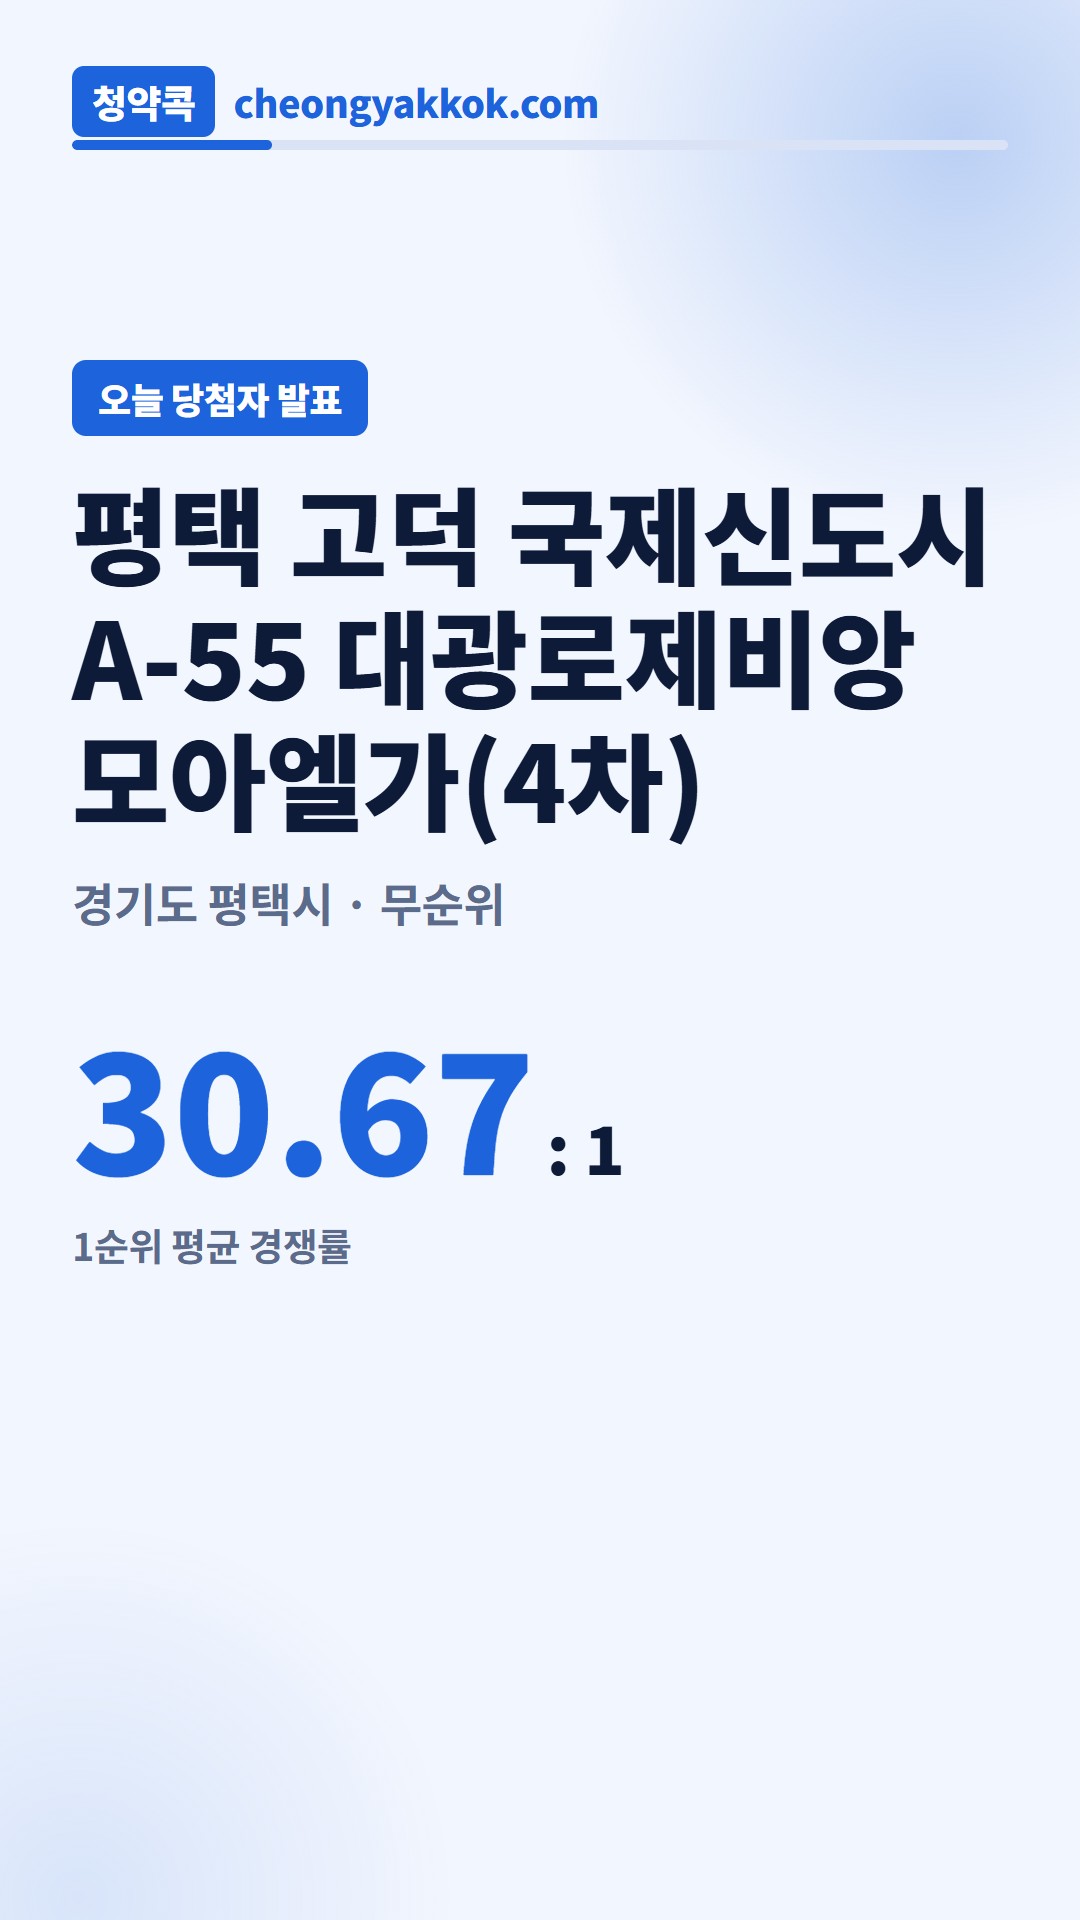 청약콕 cheongyakkok.com
오늘 당첨자 발표
평택 고덕 국제신도시
A-55 대광로제비앙
모아엘가(4차)
경기도 평택시 · 무순위
30.67 : 1
1순위 평균 경쟁률